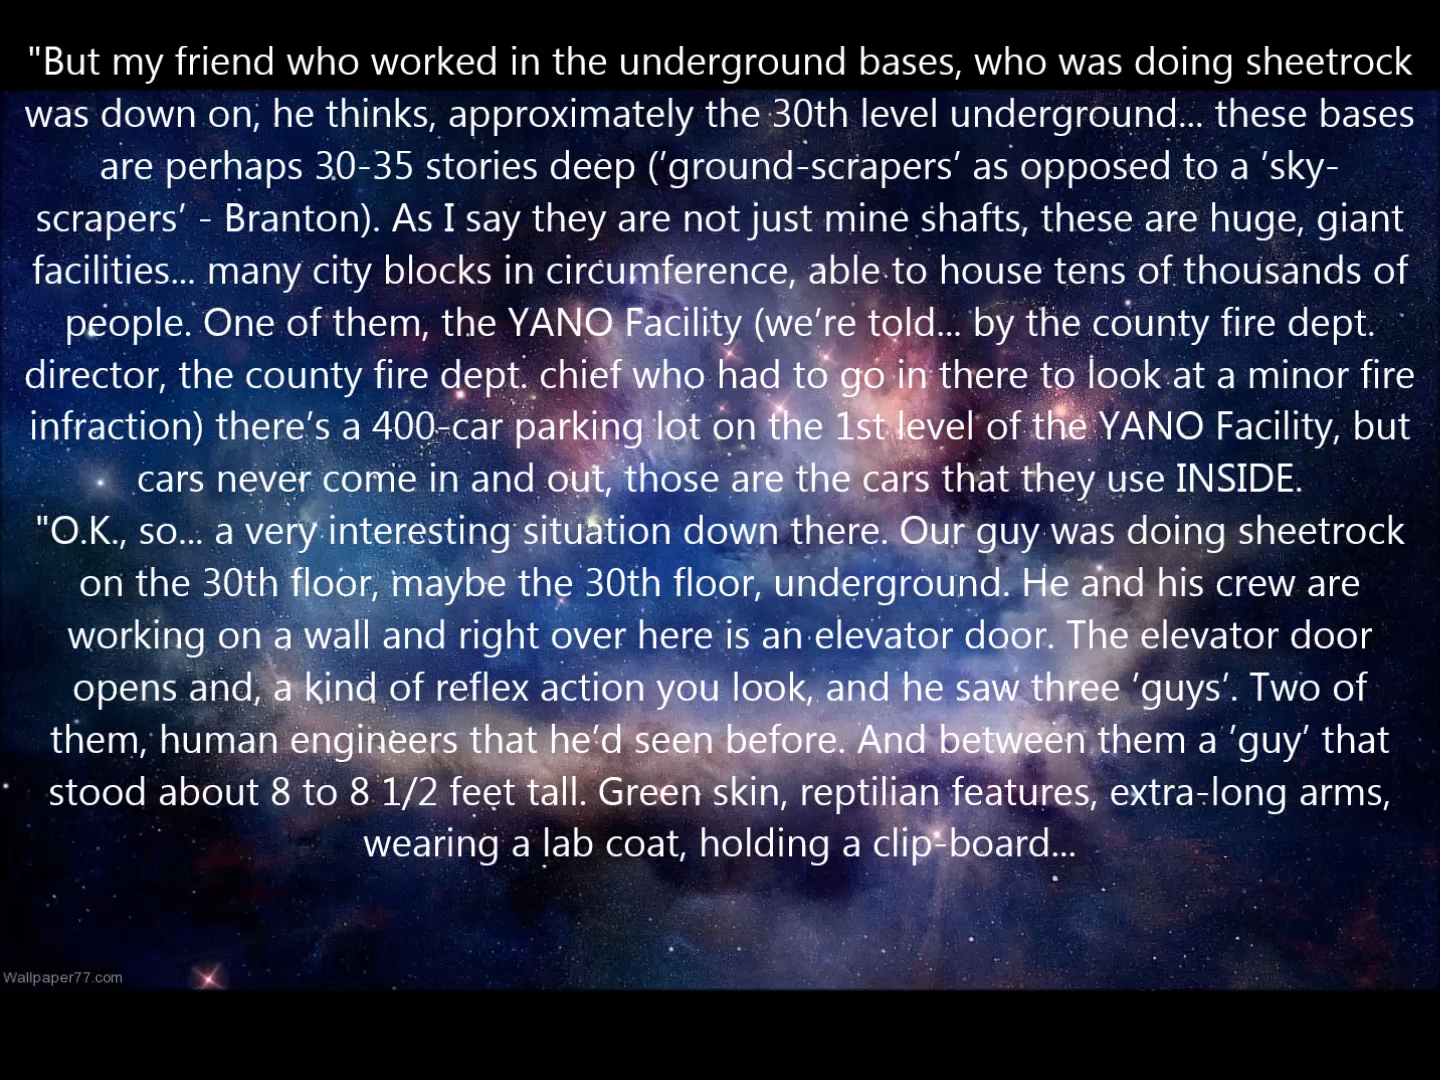 "But my friend who worked in the underground bases, who was doing sheetrock
was down on, he thinks, approximately the 30th level underground... these bases
are perhaps 30-35 stories deep (‘ground-scrapers’ as opposed to a ‘sky-
scrapers’ - Branton). As I say they are not just mine shafts, these are huge, giant
facilities... many city blocks in circumference, able to house tens of thousands of
people. One of them, the YANO Facility (we’re told... by the county fire dept.
director, the county fire dept. chief who had to go in there to look at a minor fire
infraction) there’s a 400-car parking lot on the 1st level of the YANO Facility, but
cars never come in and out, those are the cars that they use INSIDE.
"O.K., so... a very interesting situation down there. Our guy was doing sheetrock
on the 30th floor, maybe the 30th floor, underground. He and his crew are
working on a wall and right over here is an elevator door. The elevator door
opens and, a kind of reflex action you look, and he saw three ‘guys’. Two of
them, human engineers that he’d seen before. And between them a ‘guy’ that
stood about 8 to 8 1/2 feet tall. Green skin, reptilian features, extra-long arms,
wearing a lab coat, holding a clip-board...
Wallpaper77.com